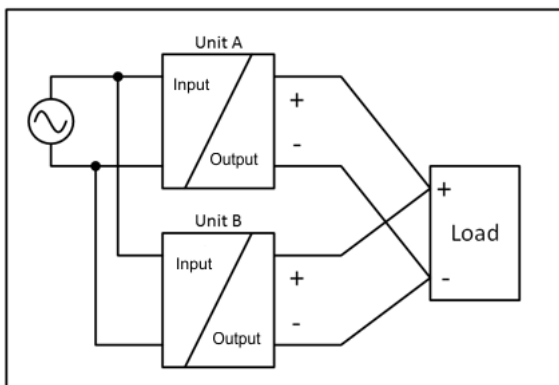 Unit A
Input
+
-
Output
Unit B
Input
+
-
Output
+
Load
-